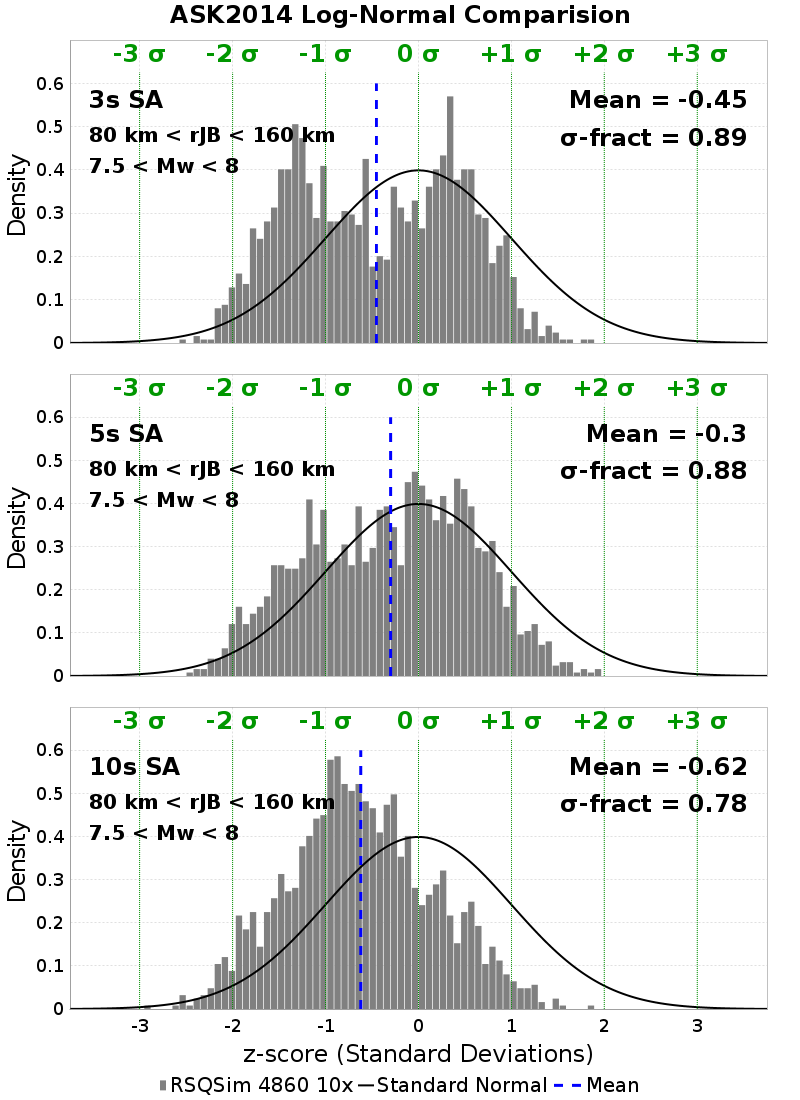 ASK2014 Log-Normal Comparision
-3 σ -2 σ -1 σ 0 σ +1 σ +2 σ +3 σ
0.6
3s SA
Mean = -0.45
0.5
80 km < rJB < 160 km
σ-fract = 0.89
7.5 < Mw < 8
0.4
Density
0.3
0.2
0.1
0
-3 σ -2 σ -1 σ 0 σ +1 σ +2 σ +3 σ
0.6
5s SA
Mean = -0.3
0.5
80 km < rJB < 160 km
σ-fract = 0.88
7.5 < Mw < 8
0.4
Density
0.3
0.2
0.1
0
-3 σ -2 σ -1 σ 0 σ +1 σ +2 σ +3 σ
0.6
10s SA
Mean = -0.62
0.5
80 km < rJB < 160 km
σ-fract = 0.78
7.5 < Mw < 8
0.4
Density
0.3
0.2
0.1
0
-3 -2 -1 0 1 2 3
z-score (Standard Deviations)
RSQSim 4860 10x Standard Normal Mean